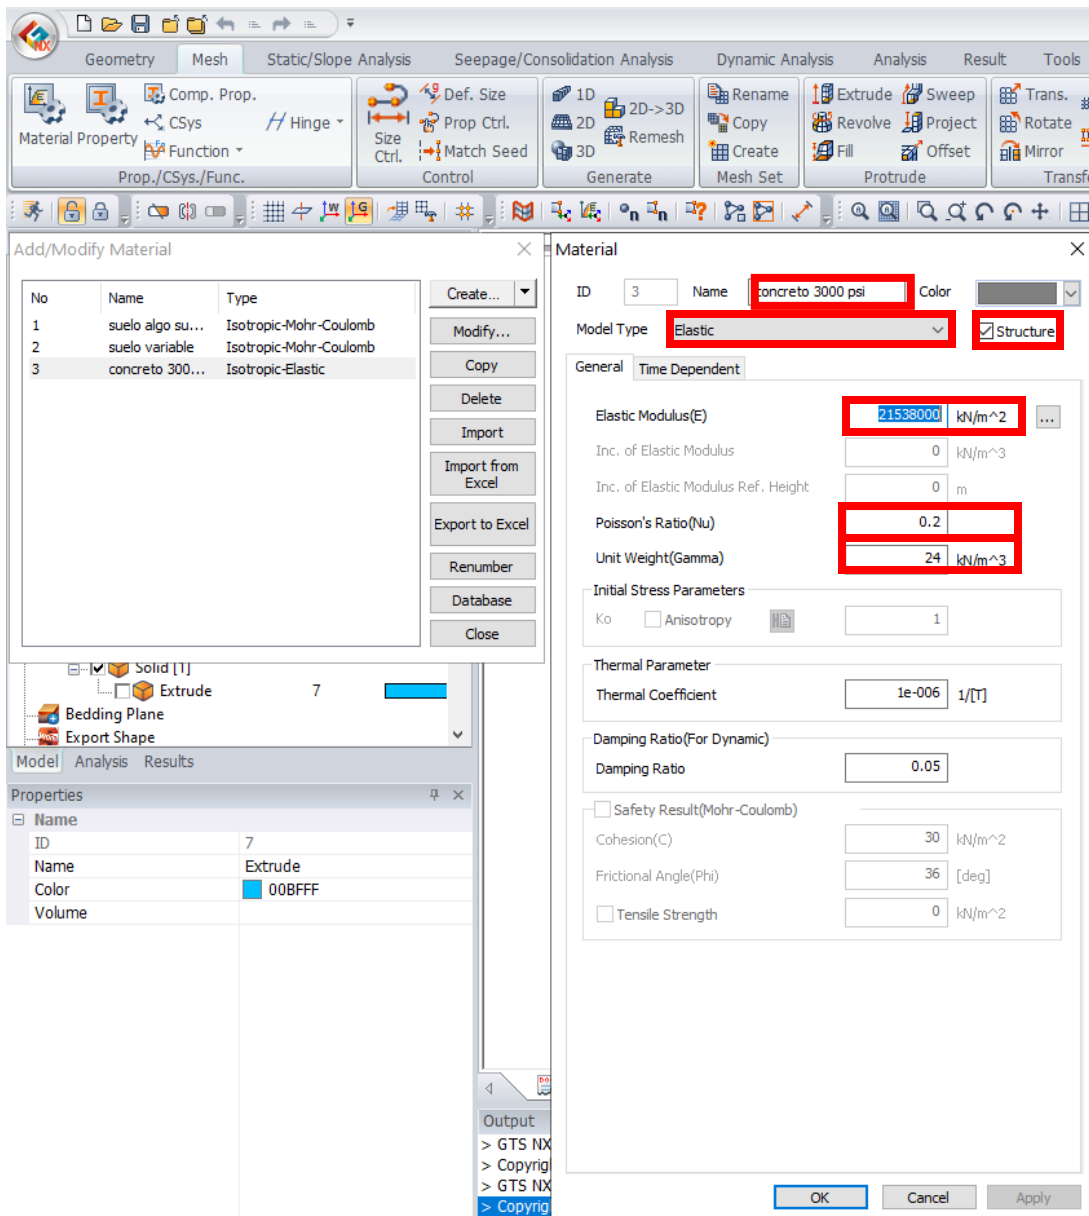 Geometry Mesh Static/Slope Analysis Seepage/Consolidation Analysis Dynamic Analysis Analysis Result Tools
Material Property
Comp. Prop.
CSys
Function
Hinge
Prop./CSys./Func.
Size Ctrl.
Def. Size
Prop Ctrl.
Match Seed
Control
1D
2D
3D
2D->3D
Remesh
Generate
Rename
Copy
Create
Mesh Set
Extrude Sweep
Revolve Project
Fill Offset
Protrude
Trans.
Rotate
Mirror
Transf
Add/Modify Material
No Name Type
1 suelo algo su... Isotropic-Mohr-Coulomb
2 suelo variable Isotropic-Mohr-Coulomb
3 concreto 300... Isotropic-Elastic
Create...
Modify...
Copy
Delete
Import
Import from
Excel
Export to Excel
Renumber
Database
Close
Solid [1]
Extrude 7
Bedding Plane
Export Shape
Model Analysis Results
Properties
Name
ID 7
Name Extrude
Color 00BFFF
Volume
Output
> GTS NX
> Copyrig
> GTS NX
> Copyrig
Material
ID 3 Name concreto 3000 psi Color
Model Type Elastic Structure
General Time Dependent
Elastic Modulus(E) 21538000 kN/m^2 ...
Inc. of Elastic Modulus 0 kN/m^3
Inc. of Elastic Modulus Ref. Height 0 m
Poisson's Ratio(Nu) 0.2
Unit Weight(Gamma) 24 kN/m^3
Initial Stress Parameters
Ko Anisotropy 1
Thermal Parameter
Thermal Coefficient 1e-006 1/[T]
Damping Ratio(For Dynamic)
Damping Ratio 0.05
Safety Result(Mohr-Coulomb)
Cohesion(C) 30 kN/m^2
Frictional Angle(Phi) 36 [deg]
Tensile Strength 0 kN/m^2
OK Cancel Apply